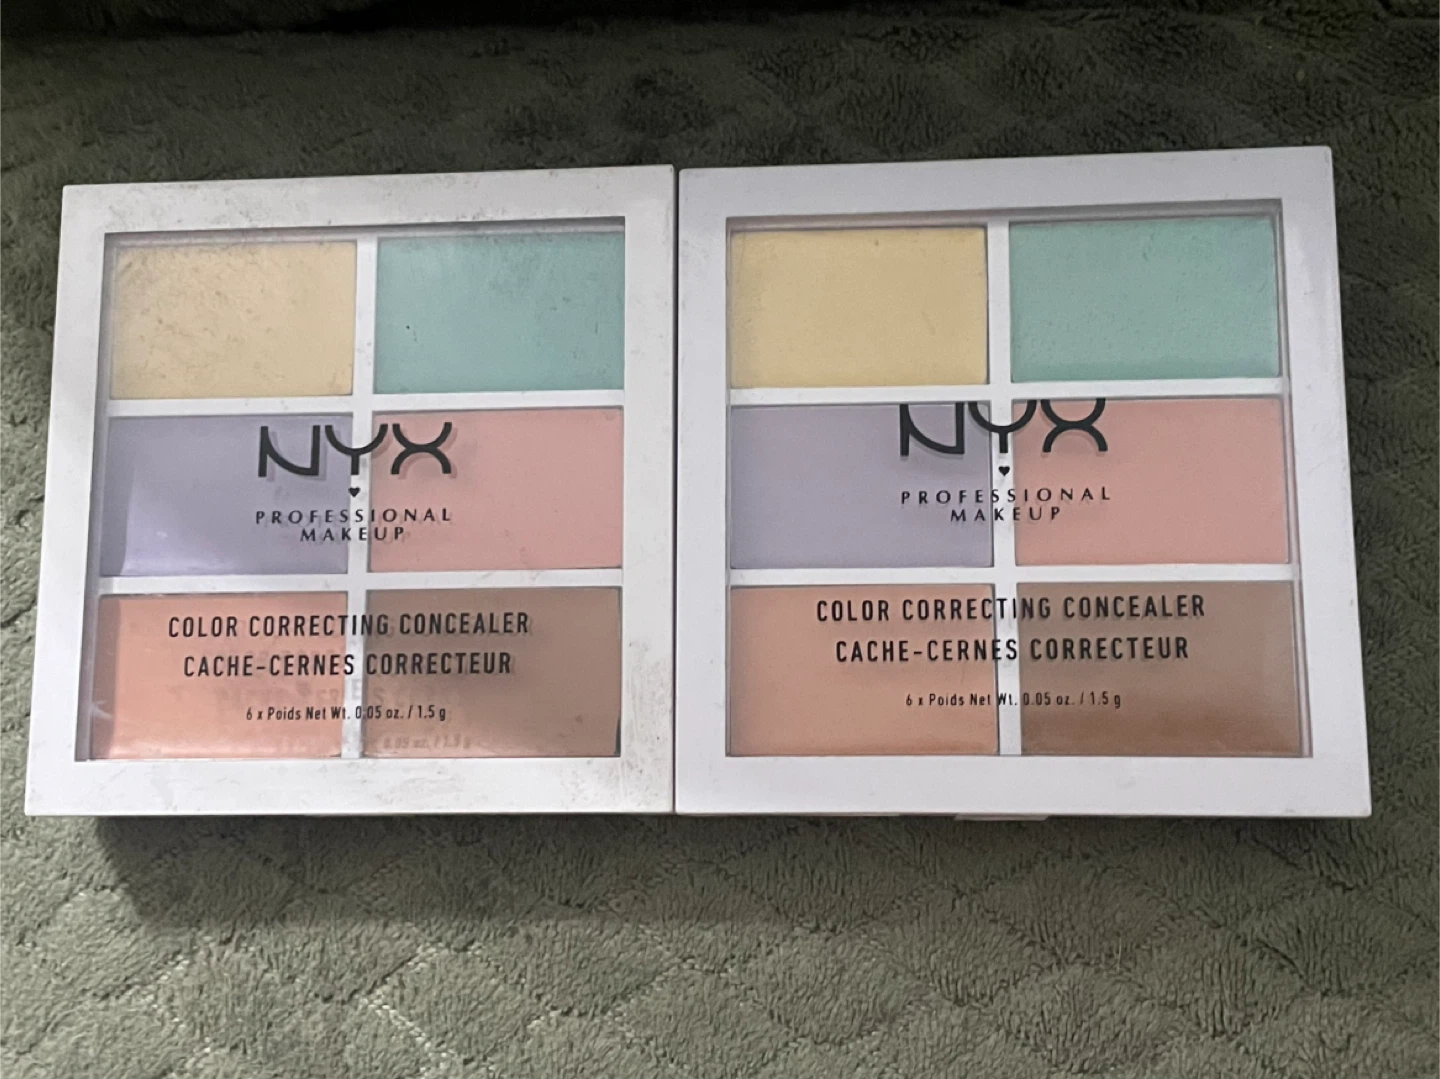 NYX
PROFESSIONAL
MAKEUP
COLOR CORRECTING CONCEALER
CACHE-CERNES CORRECTEUR
6 x Poids Net Wt. 0.05 oz. / 1.5 g
NYX
PROFESSIONAL
MAKEUP
COLOR CORRECTING CONCEALER
CACHE-CERNES CORRECTEUR
6 x Poids Net Wt. 0.05 oz. / 1.5 g